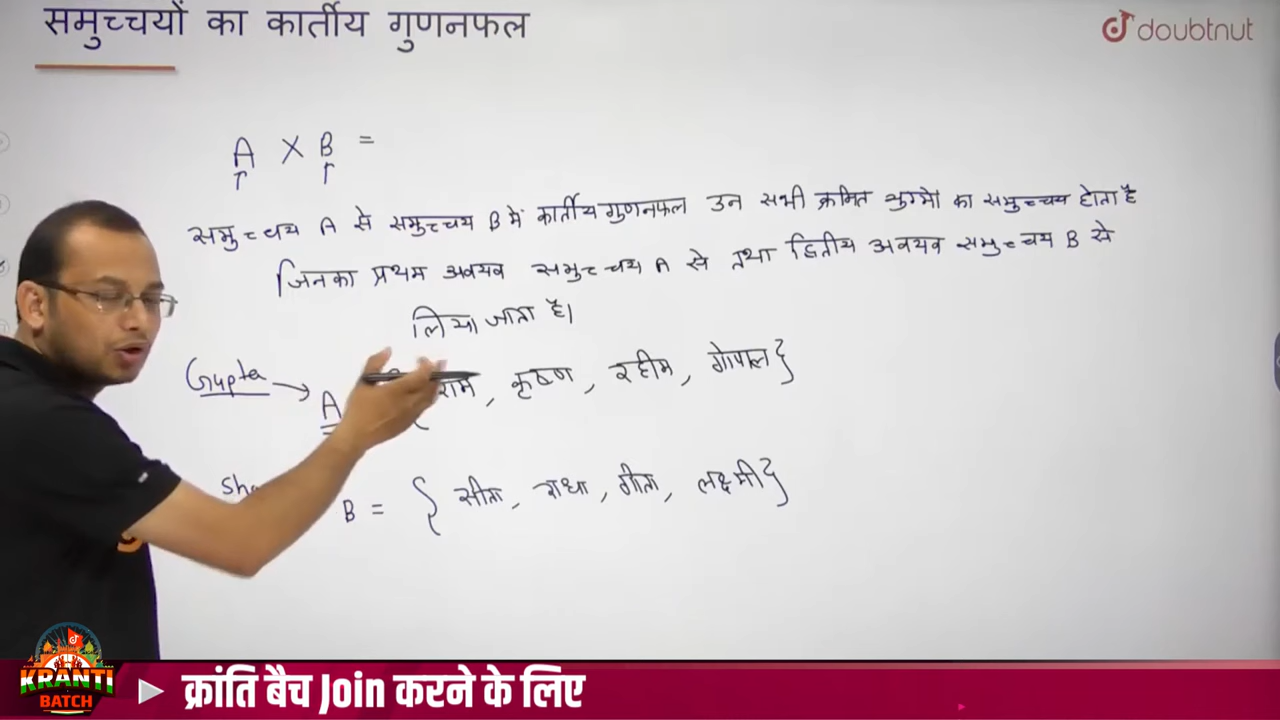 समुच्चयों का कार्तीय गुणनफल
doubtnut
A X B =
समुच्चय A से समुच्चय B में कार्तीय गुणनफल उन सभी क्रमित युग्मो का समुच्चय होता है
जिनका प्रथम अवयव समुच्चय A से तथा द्वितीय अवयव समुच्चय B से
लिया जाता है।
Gupta → A राम, कृष्ण, रहीम, गोपाल}
B = { सीता, राधा, गीता, लक्ष्मी}
KRANTI
BATCH
क्रांति बैच Join करने के लिए